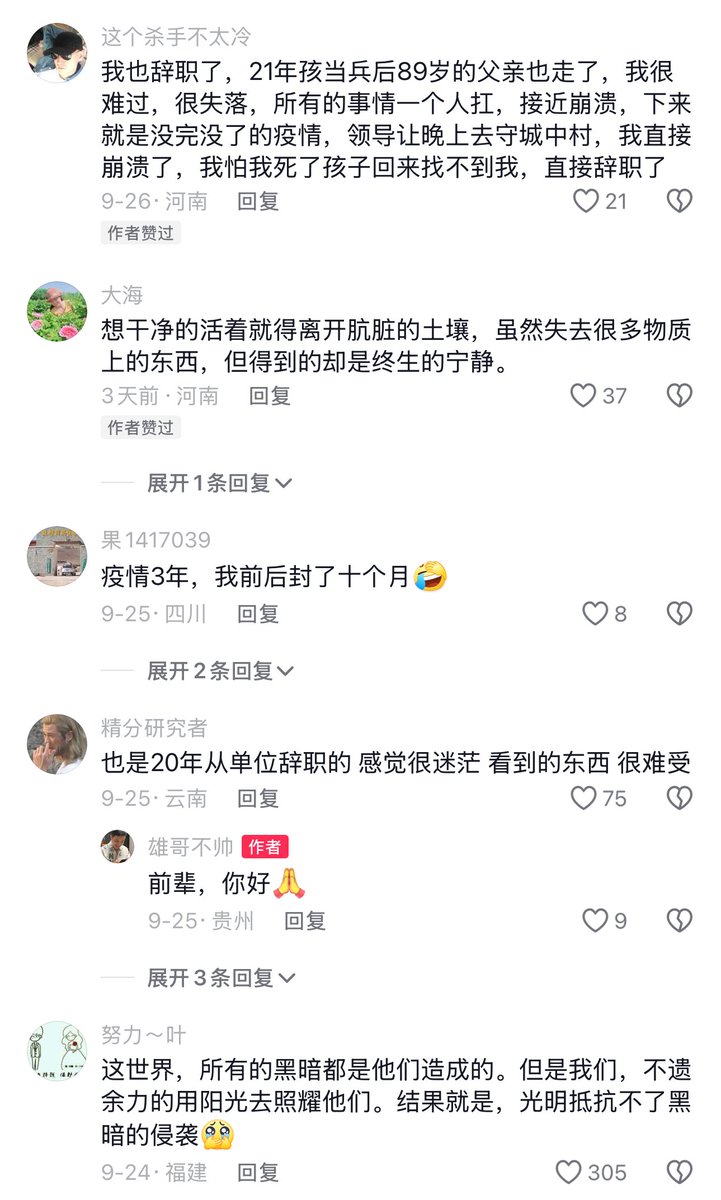 这个杀手不太冷
我也辞职了，21年孩当兵后89岁的父亲也走了，我很
难过，很失落，所有的事情一个人扛，接近崩溃，下来
就是没完没了的疫情，领导让晚上去守城中村，我直接
崩溃了，我怕我死了孩子回来找不到我，直接辞职了
9-26· 河南 回复 21
作者赞过
大海
想干净的活着就得离开肮脏的土壤，虽然失去很多物质
上的东西，但得到的却是终生的宁静。
3天前 · 河南 回复 37
作者赞过
展开1条回复
果1417039
疫情3年，我前后封了十个月🤣
9-25· 四川 回复 8
展开2条回复
精分研究者
也是20年从单位辞职的 感觉很迷茫 看到的东西 很难受
9-25· 云南 回复 75
雄哥不帅 作者
前辈，你好🙏
9-25· 贵州 回复 9
展开3条回复
努力～叶
这世界，所有的黑暗都是他们造成的。但是我们，不遗
余力的用阳光去照耀他们。结果就是，光明抵抗不了黑
暗的侵袭🥹
9-24· 福建 回复 305